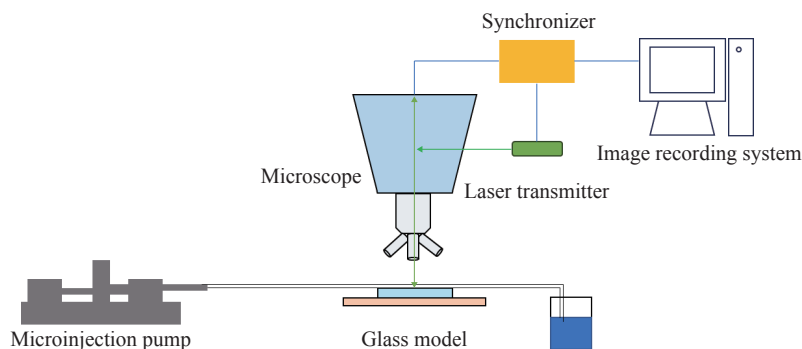 Synchronizer
Image recording system
Microscope
Laser transmitter
Microinjection pump
Glass model